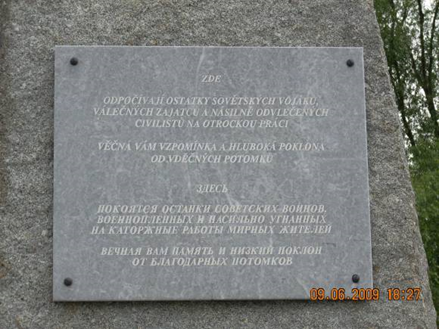 ZDE
ODPOČÍVAJÍ OSTATKY SOVĚTSKÝCH VOJÁKŮ,
VÁLEČNÝCH ZAJATCŮ A NÁSILNĚ ODVLEČENÝCH
CIVILISTŮ NA OTROCKOU PRÁCI
VĚČNÁ VÁM VZPOMÍNKA A HLUBOKÁ POKLONA
OD VDĚČNÝCH POTOMKŮ
ЗДЕСЬ
ПОКОЯТСЯ ОСТАНКИ СОВЕТСКИХ ВОИНОВ,
ВОЕННОПЛЕННЫХ И НАСИЛЬНО УГНАННЫХ
НА КАТОРЖНЫЕ РАБОТЫ МИРНЫХ ЖИТЕЛЕЙ
ВЕЧНАЯ ВАМ ПАМЯТЬ И НИЗКИЙ ПОКЛОН
ОТ БЛАГОДАРНЫХ ПОТОМКОВ
09.06.2009 18:27